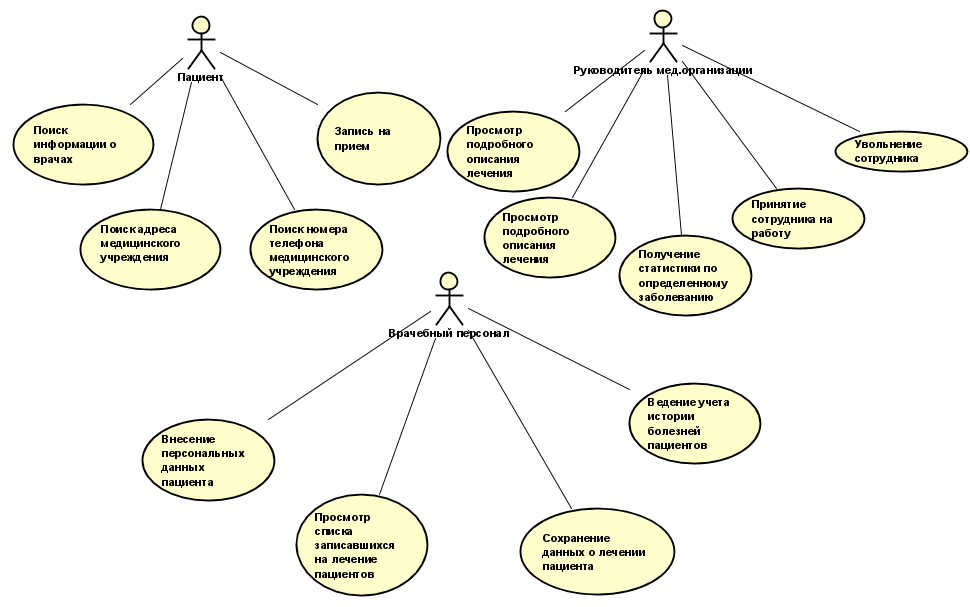 Пациент
Руководитель мед.организации
Поиск
информации о
врачах
Запись на
прием
Просмотр
подробного
описания
лечения
Увольнение
сотрудника
Поиск адреса
медицинского
учреждения
Поиск номера
телефона
медицинского
учреждения
Просмотр
подробного
описания
лечения
Принятие
сотрудника на
работу
Получение
статистики по
определенному
заболеванию
Врачебный персонал
Ведение учета
истории
болезней
пациентов
Внесение
персональных
данных
пациента
Просмотр
списка
записавшихся
на лечение
пациентов
Сохранение
данных о лечении
пациента